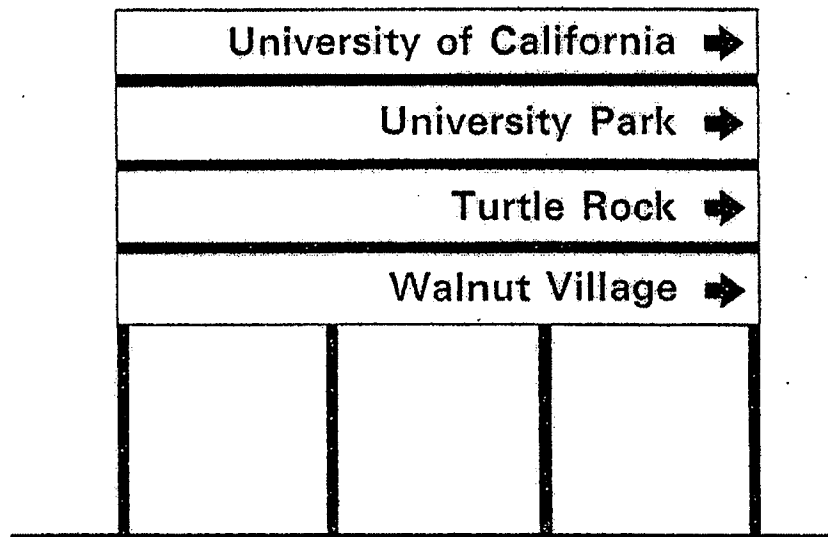 University of California →
University Park →
Turtle Rock →
Walnut Village →